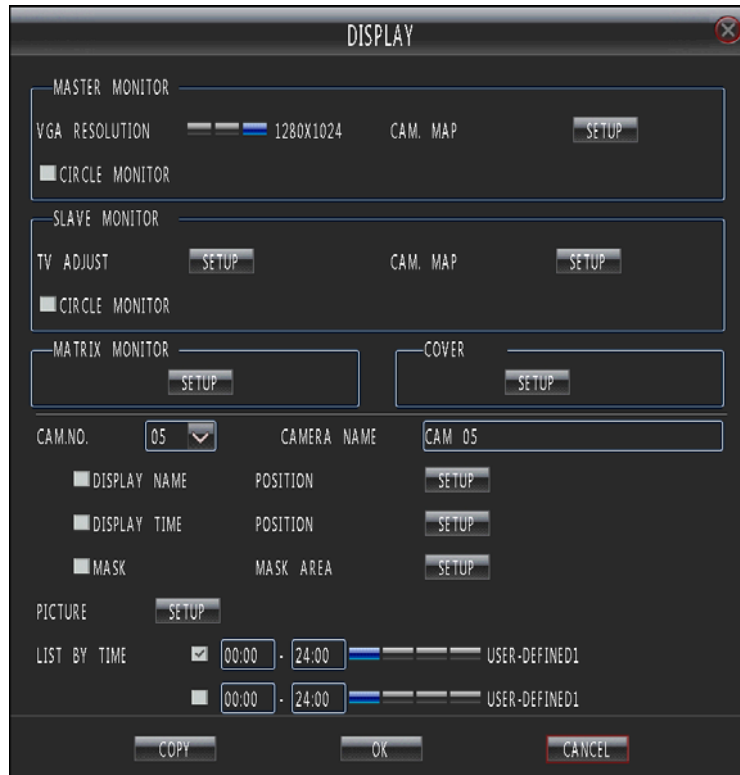 DISPLAY
MASTER MONITOR
VGA RESOLUTION 1280X1024 CAM. MAP SETUP
CIRCLE MONITOR
SLAVE MONITOR
TV ADJUST SETUP CAM. MAP SETUP
CIRCLE MONITOR
MATRIX MONITOR COVER
SETUP SETUP
CAM.NO. 05 CAMERA NAME CAM 05
DISPLAY NAME POSITION SETUP
DISPLAY TIME POSITION SETUP
MASK MASK AREA SETUP
PICTURE SETUP
LIST BY TIME 00:00 - 24:00 USER-DEFINED1
00:00 - 24:00 USER-DEFINED1
COPY OK CANCEL